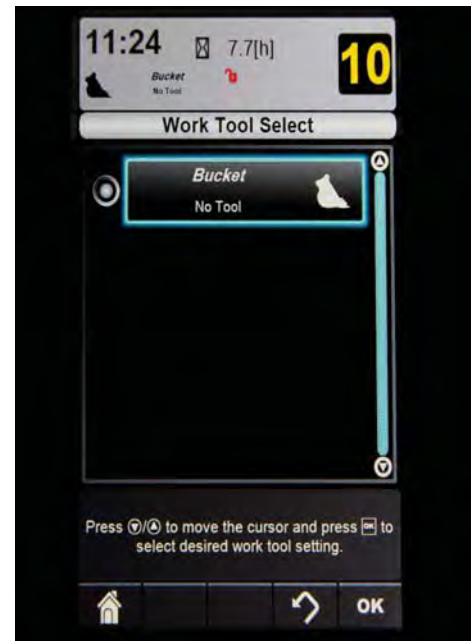 11:24 7.7[h] 10
Bucket
No Tool
Work Tool Select
Bucket
No Tool
Press ▼/▲ to move the cursor and press OK to
select desired work tool setting.
OK